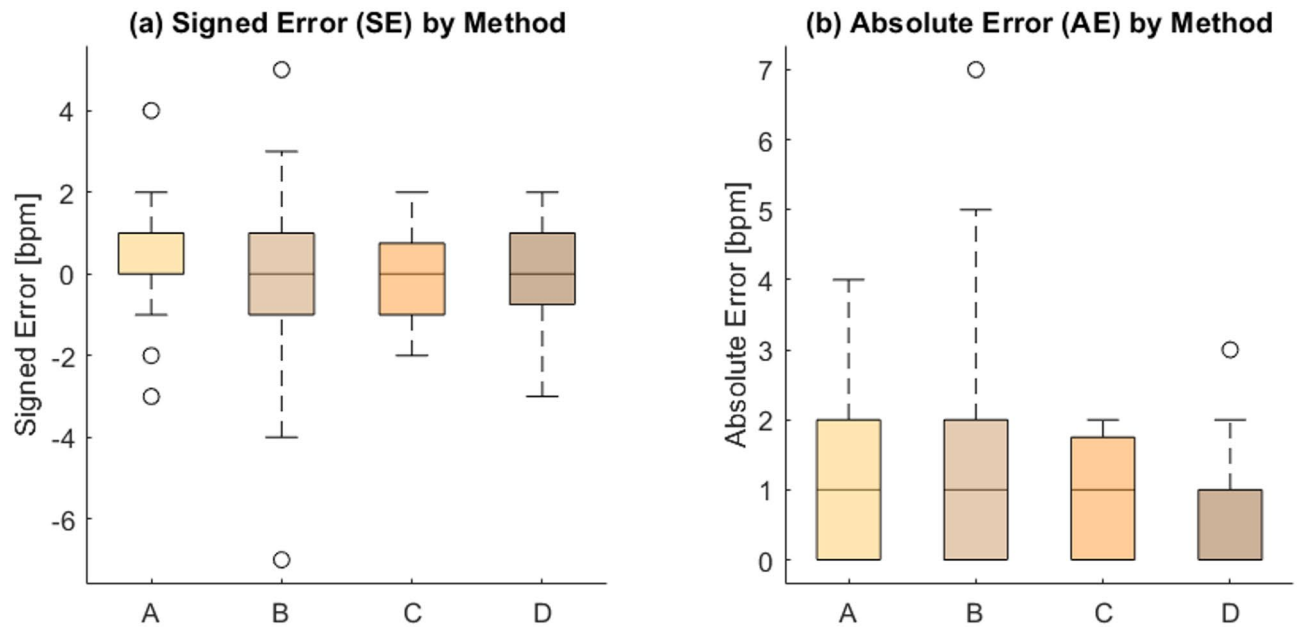 (a) Signed Error (SE) by Method
Signed Error [bpm]
4
2
0
-2
-4
-6
A B C D
(b) Absolute Error (AE) by Method
Absolute Error [bpm]
7
6
5
4
3
2
1
0
A B C D